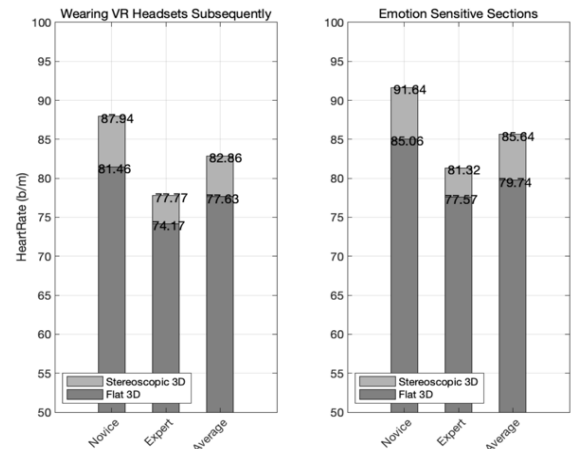 Wearing VR Headsets Subsequently
HeartRate (b/m)
100
95
90
85
80
75
70
65
60
55
50
87.94
81.46
77.77
74.17
82.86
77.63
Stereoscopic 3D
Flat 3D
Novice
Expert
Average
Emotion Sensitive Sections
100
95
90
85
80
75
70
65
60
55
50
91.64
85.06
81.32
77.57
85.64
79.74
Stereoscopic 3D
Flat 3D
Novice
Expert
Average